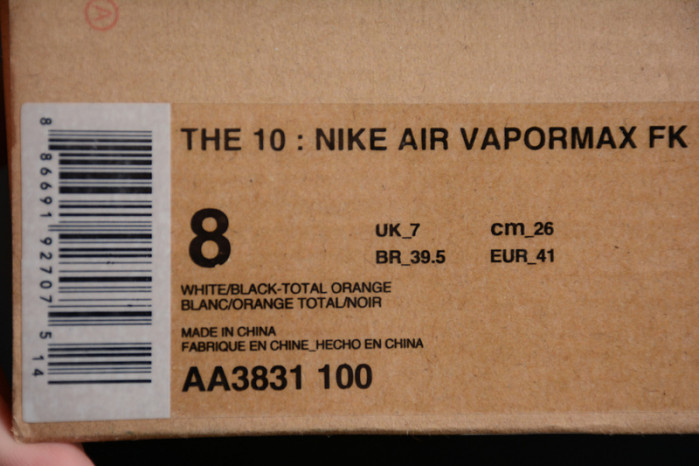 A
THE 10 : NIKE AIR VAPORMAX FK
8
UK_7 cm_26
BR_39.5 EUR_41
WHITE/BLACK-TOTAL ORANGE
BLANC/ORANGE TOTAL/NOIR
MADE IN CHINA
FABRIQUE EN CHINE_HECHO EN CHINA
AA3831 100
8 86691 92707 5 14